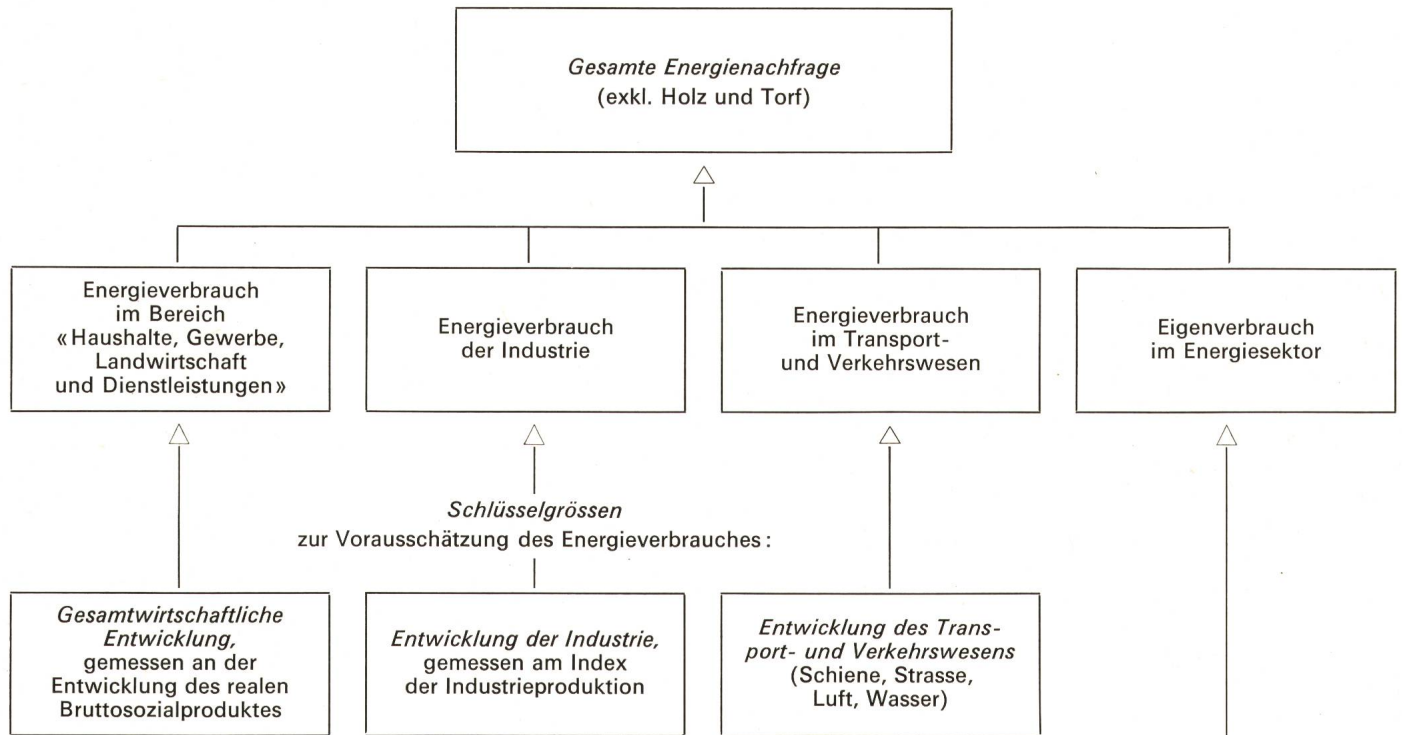 Gesamte Energienachfrage
(exkl. Holz und Torf)
Energieverbrauch
im Bereich
«Haushalte, Gewerbe,
Landwirtschaft
und Dienstleistungen»
Energieverbrauch
der Industrie
Energieverbrauch
im Transport-
und Verkehrswesen
Eigenverbrauch
im Energiesektor
Schlüsselgrössen
zur Vorausschätzung des Energieverbrauches:
Gesamtwirtschaftliche
Entwicklung,
gemessen an der
Entwicklung des realen
Bruttosozialproduktes
Entwicklung der Industrie,
gemessen am Index
der Industrieproduktion
Entwicklung des Trans-
port- und Verkehrswesens
(Schiene, Strasse,
Luft, Wasser)